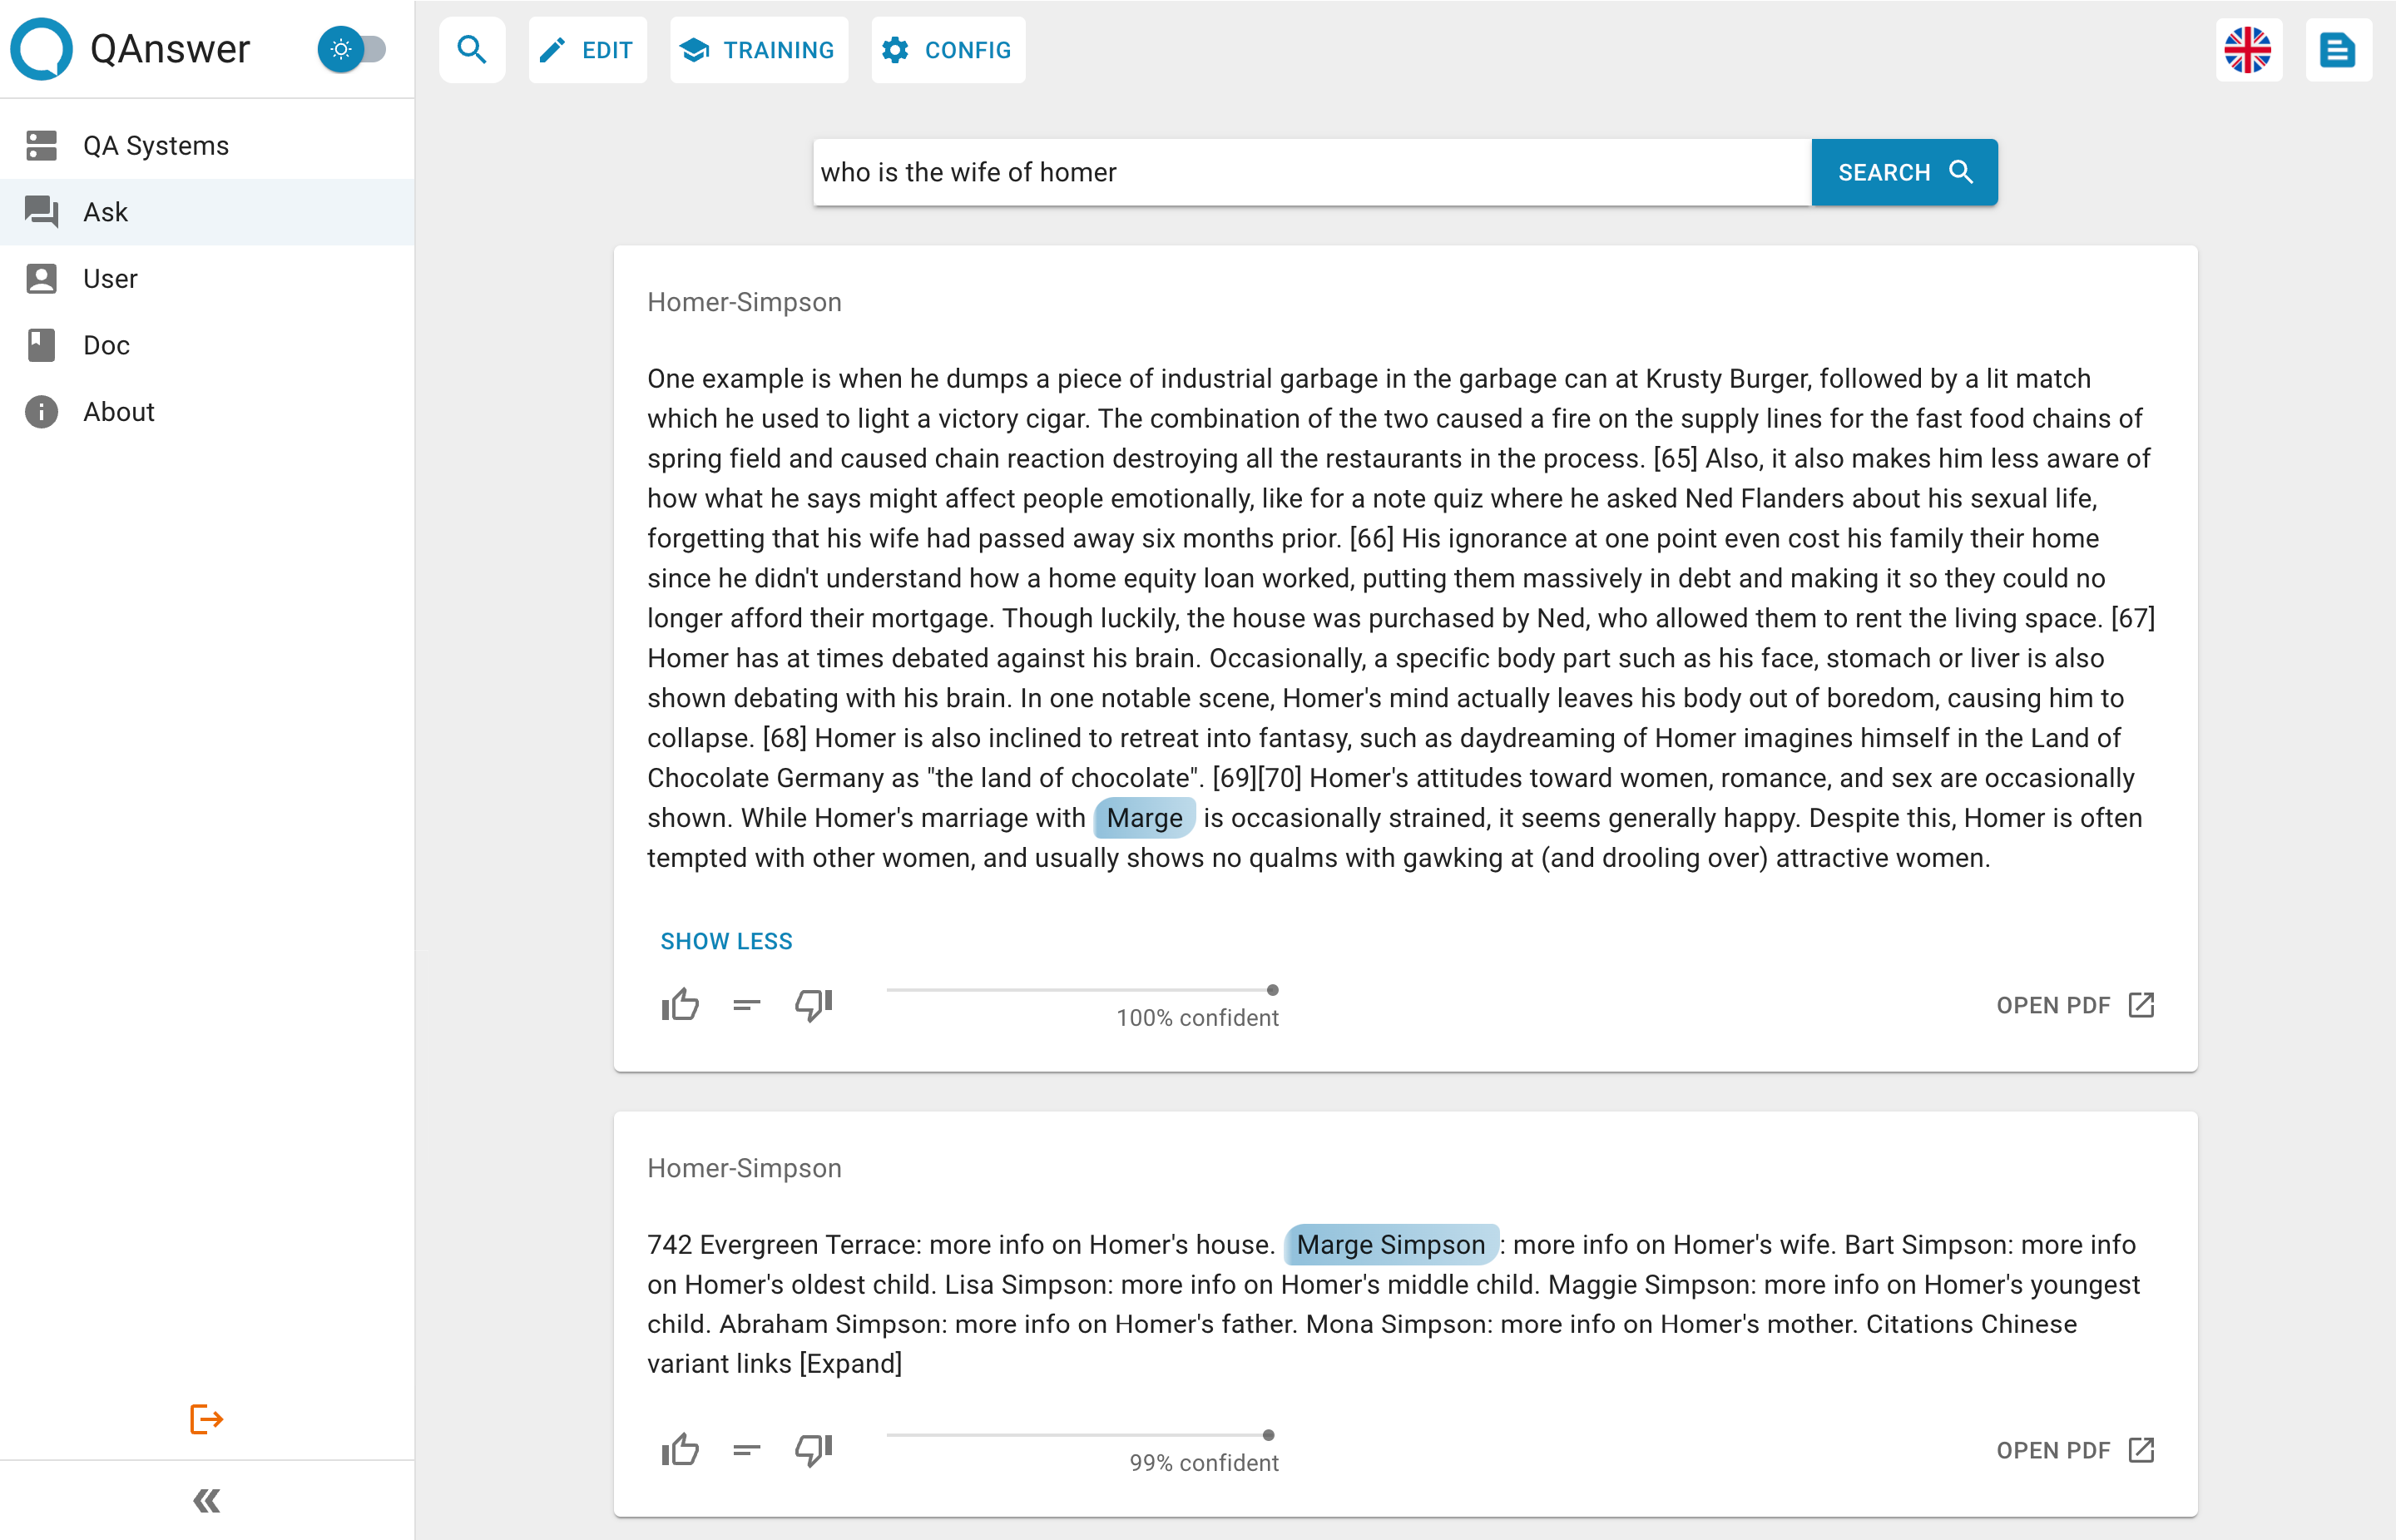 QAnswer
EDIT
TRAINING
CONFIG
QA Systems
Ask
User
Doc
About
who is the wife of homer
SEARCH
Homer-Simpson
One example is when he dumps a piece of industrial garbage in the garbage can at Krusty Burger, followed by a lit match
which he used to light a victory cigar. The combination of the two caused a fire on the supply lines for the fast food chains of
spring field and caused chain reaction destroying all the restaurants in the process. [65] Also, it also makes him less aware of
how what he says might affect people emotionally, like for a note quiz where he asked Ned Flanders about his sexual life,
forgetting that his wife had passed away six months prior. [66] His ignorance at one point even cost his family their home
since he didn't understand how a home equity loan worked, putting them massively in debt and making it so they could no
longer afford their mortgage. Though luckily, the house was purchased by Ned, who allowed them to rent the living space. [67]
Homer has at times debated against his brain. Occasionally, a specific body part such as his face, stomach or liver is also
shown debating with his brain. In one notable scene, Homer's mind actually leaves his body out of boredom, causing him to
collapse. [68] Homer is also inclined to retreat into fantasy, such as daydreaming of Homer imagines himself in the Land of
Chocolate Germany as "the land of chocolate". [69][70] Homer's attitudes toward women, romance, and sex are occasionally
shown. While Homer's marriage with Marge is occasionally strained, it seems generally happy. Despite this, Homer is often
tempted with other women, and usually shows no qualms with gawking at (and drooling over) attractive women.
SHOW LESS
100% confident
OPEN PDF
Homer-Simpson
742 Evergreen Terrace: more info on Homer's house. Marge Simpson : more info on Homer's wife. Bart Simpson: more info
on Homer's oldest child. Lisa Simpson: more info on Homer's middle child. Maggie Simpson: more info on Homer's youngest
child. Abraham Simpson: more info on Homer's father. Mona Simpson: more info on Homer's mother. Citations Chinese
variant links [Expand]
99% confident
OPEN PDF